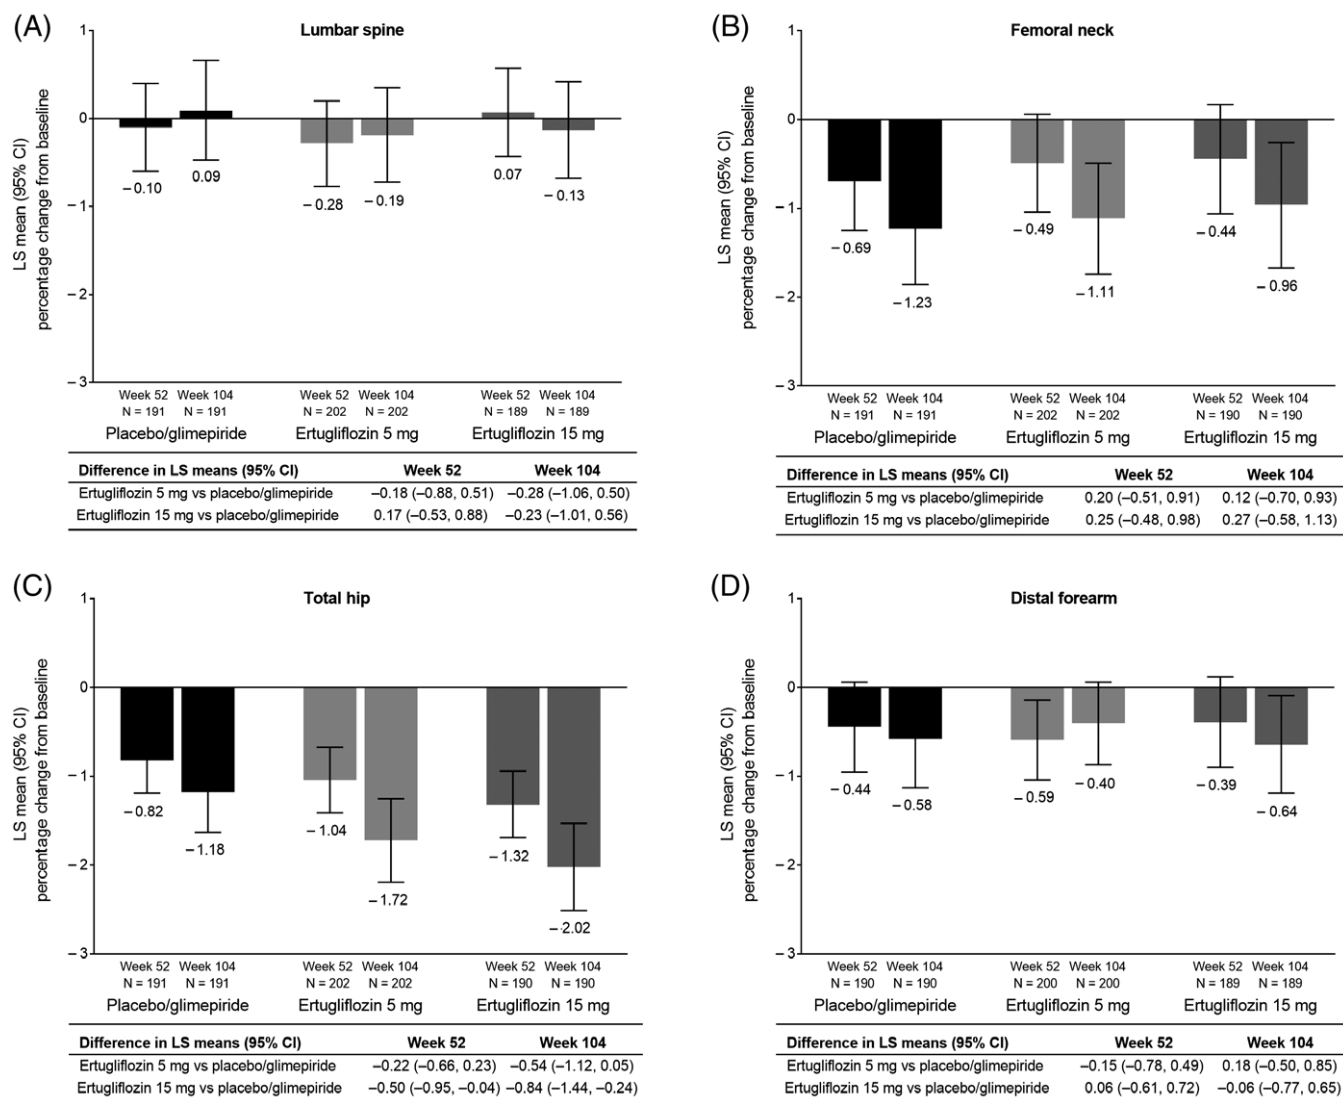 (A)
Lumbar spine
LS mean (95% CI)
percentage change from baseline
1
0
−1
−2
−3
−0.10
0.09
−0.28
−0.19
0.07
−0.13
Week 52 Week 104 Week 52 Week 104 Week 52 Week 104
N = 191 N = 191 N = 202 N = 202 N = 189 N = 189
Placebo/glimepiride Ertugliflozin 5 mg Ertugliflozin 15 mg
Difference in LS means (95% CI) Week 52 Week 104
Ertugliflozin 5 mg vs placebo/glimepiride −0.18 (−0.88, 0.51) −0.28 (−1.06, 0.50)
Ertugliflozin 15 mg vs placebo/glimepiride 0.17 (−0.53, 0.88) −0.23 (−1.01, 0.56)
(B)
Femoral neck
LS mean (95% CI)
percentage change from baseline
1
0
−1
−2
−3
−0.69
−1.23
−0.49
−1.11
−0.44
−0.96
Week 52 Week 104 Week 52 Week 104 Week 52 Week 104
N = 191 N = 191 N = 202 N = 202 N = 190 N = 190
Placebo/glimepiride Ertugliflozin 5 mg Ertugliflozin 15 mg
Difference in LS means (95% CI) Week 52 Week 104
Ertugliflozin 5 mg vs placebo/glimepiride 0.20 (−0.51, 0.91) 0.12 (−0.70, 0.93)
Ertugliflozin 15 mg vs placebo/glimepiride 0.25 (−0.48, 0.98) 0.27 (−0.58, 1.13)
(C)
Total hip
LS mean (95% CI)
percentage change from baseline
1
0
−1
−2
−3
−0.82
−1.18
−1.04
−1.72
−1.32
−2.02
Week 52 Week 104 Week 52 Week 104 Week 52 Week 104
N = 191 N = 191 N = 202 N = 202 N = 190 N = 190
Placebo/glimepiride Ertugliflozin 5 mg Ertugliflozin 15 mg
Difference in LS means (95% CI) Week 52 Week 104
Ertugliflozin 5 mg vs placebo/glimepiride −0.22 (−0.66, 0.23) −0.54 (−1.12, 0.05)
Ertugliflozin 15 mg vs placebo/glimepiride −0.50 (−0.95, −0.04) −0.84 (−1.44, −0.24)
(D)
Distal forearm
LS mean (95% CI)
percentage change from baseline
1
0
−1
−2
−3
−0.44
−0.58
−0.59
−0.40
−0.39
−0.64
Week 52 Week 104 Week 52 Week 104 Week 52 Week 104
N = 190 N = 190 N = 200 N = 200 N = 189 N = 189
Placebo/glimepiride Ertugliflozin 5 mg Ertugliflozin 15 mg
Difference in LS means (95% CI) Week 52 Week 104
Ertugliflozin 5 mg vs placebo/glimepiride −0.15 (−0.78, 0.49) 0.18 (−0.50, 0.85)
Ertugliflozin 15 mg vs placebo/glimepiride 0.06 (−0.61, 0.72) −0.06 (−0.77, 0.65)